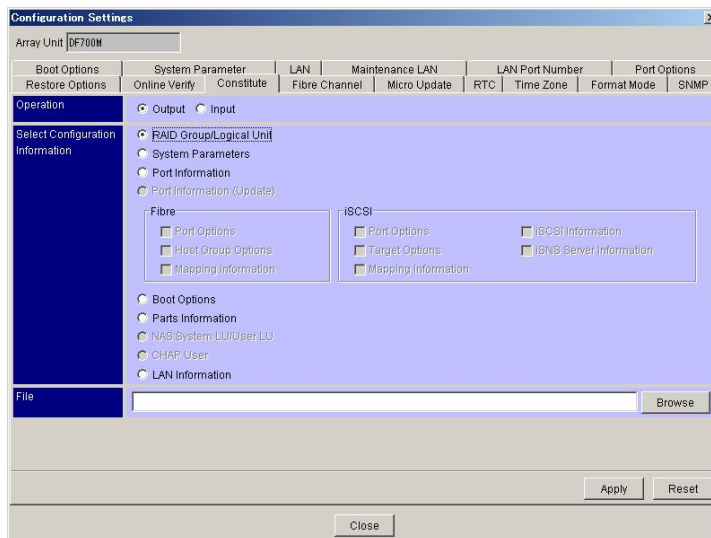 Configuration Settings
Array Unit DF700M
Boot Options System Parameter LAN Maintenance LAN LAN Port Number Port Options
Restore Options Online Verify Constitute Fibre Channel Micro Update RTC Time Zone Format Mode SNMP
Operation Output Input
Select Configuration Information
RAID Group/Logical Unit
System Parameters
Port Information
Port Information (Update)
Fibre
Port Options
Host Group Options
Mapping Information
iSCSI
Port Options iSCSI Information
Target Options iSNS Server Information
Mapping Information
Boot Options
Parts Information
NAS:System LU/User LU
CHAP User
LAN Information
File Browse
Apply Reset
Close